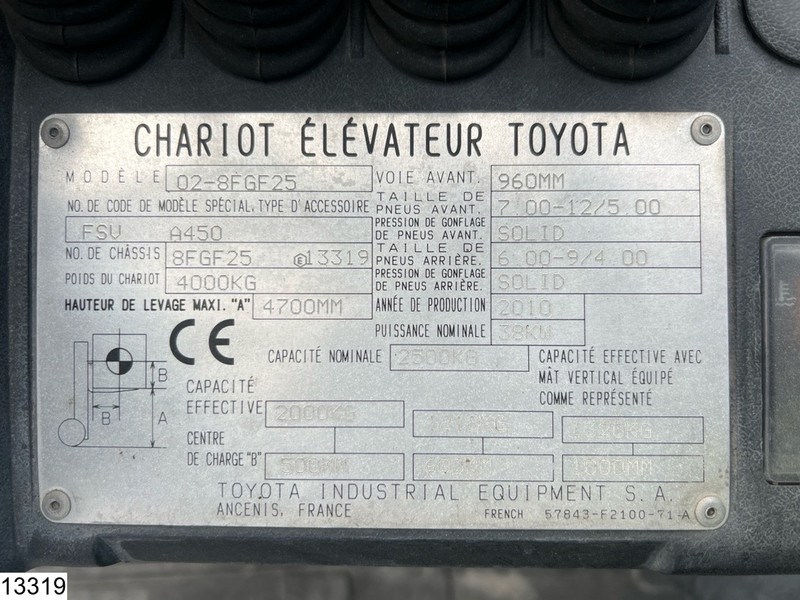 CHARIOT ÉLÉVATEUR TOYOTA
MODÈLE 02-8FGF25
VOIE AVANT. 960MM
NO. DE CODE DE MODÈLE SPÉCIAL. TYPE D'ACCESSOIRE
TAILLE DE PNEUS AVANT. 7.00-12/5.00
FSV A450
PRESSION DE GONFLAGE DE PNEUS AVANT. SOLID
NO. DE CHÂSSIS 8FGF25 E13319
TAILLE DE PNEUS ARRIÈRE. 6.00-9/4.00
POIDS DU CHARIOT 4000KG
PRESSION DE GONFLAGE DE PNEUS ARRIÈRE. SOLID
HAUTEUR DE LEVAGE MAXI. "A" 4700MM
ANNÉE DE PRODUCTION 2010
PUISSANCE NOMINALE 38KW
CE
CAPACITÉ NOMINALE 2500KG
CAPACITÉ EFFECTIVE AVEC
MÂT VERTICAL ÉQUIPÉ
COMME REPRÉSENTÉ
B
B
A
CAPACITÉ
EFFECTIVE 2000KG
CENTRE
DE CHARGE "B"
TOYOTA INDUSTRIAL EQUIPMENT S.A.
ANCENIS, FRANCE
FRENCH 57843-F2100-71-A
13319